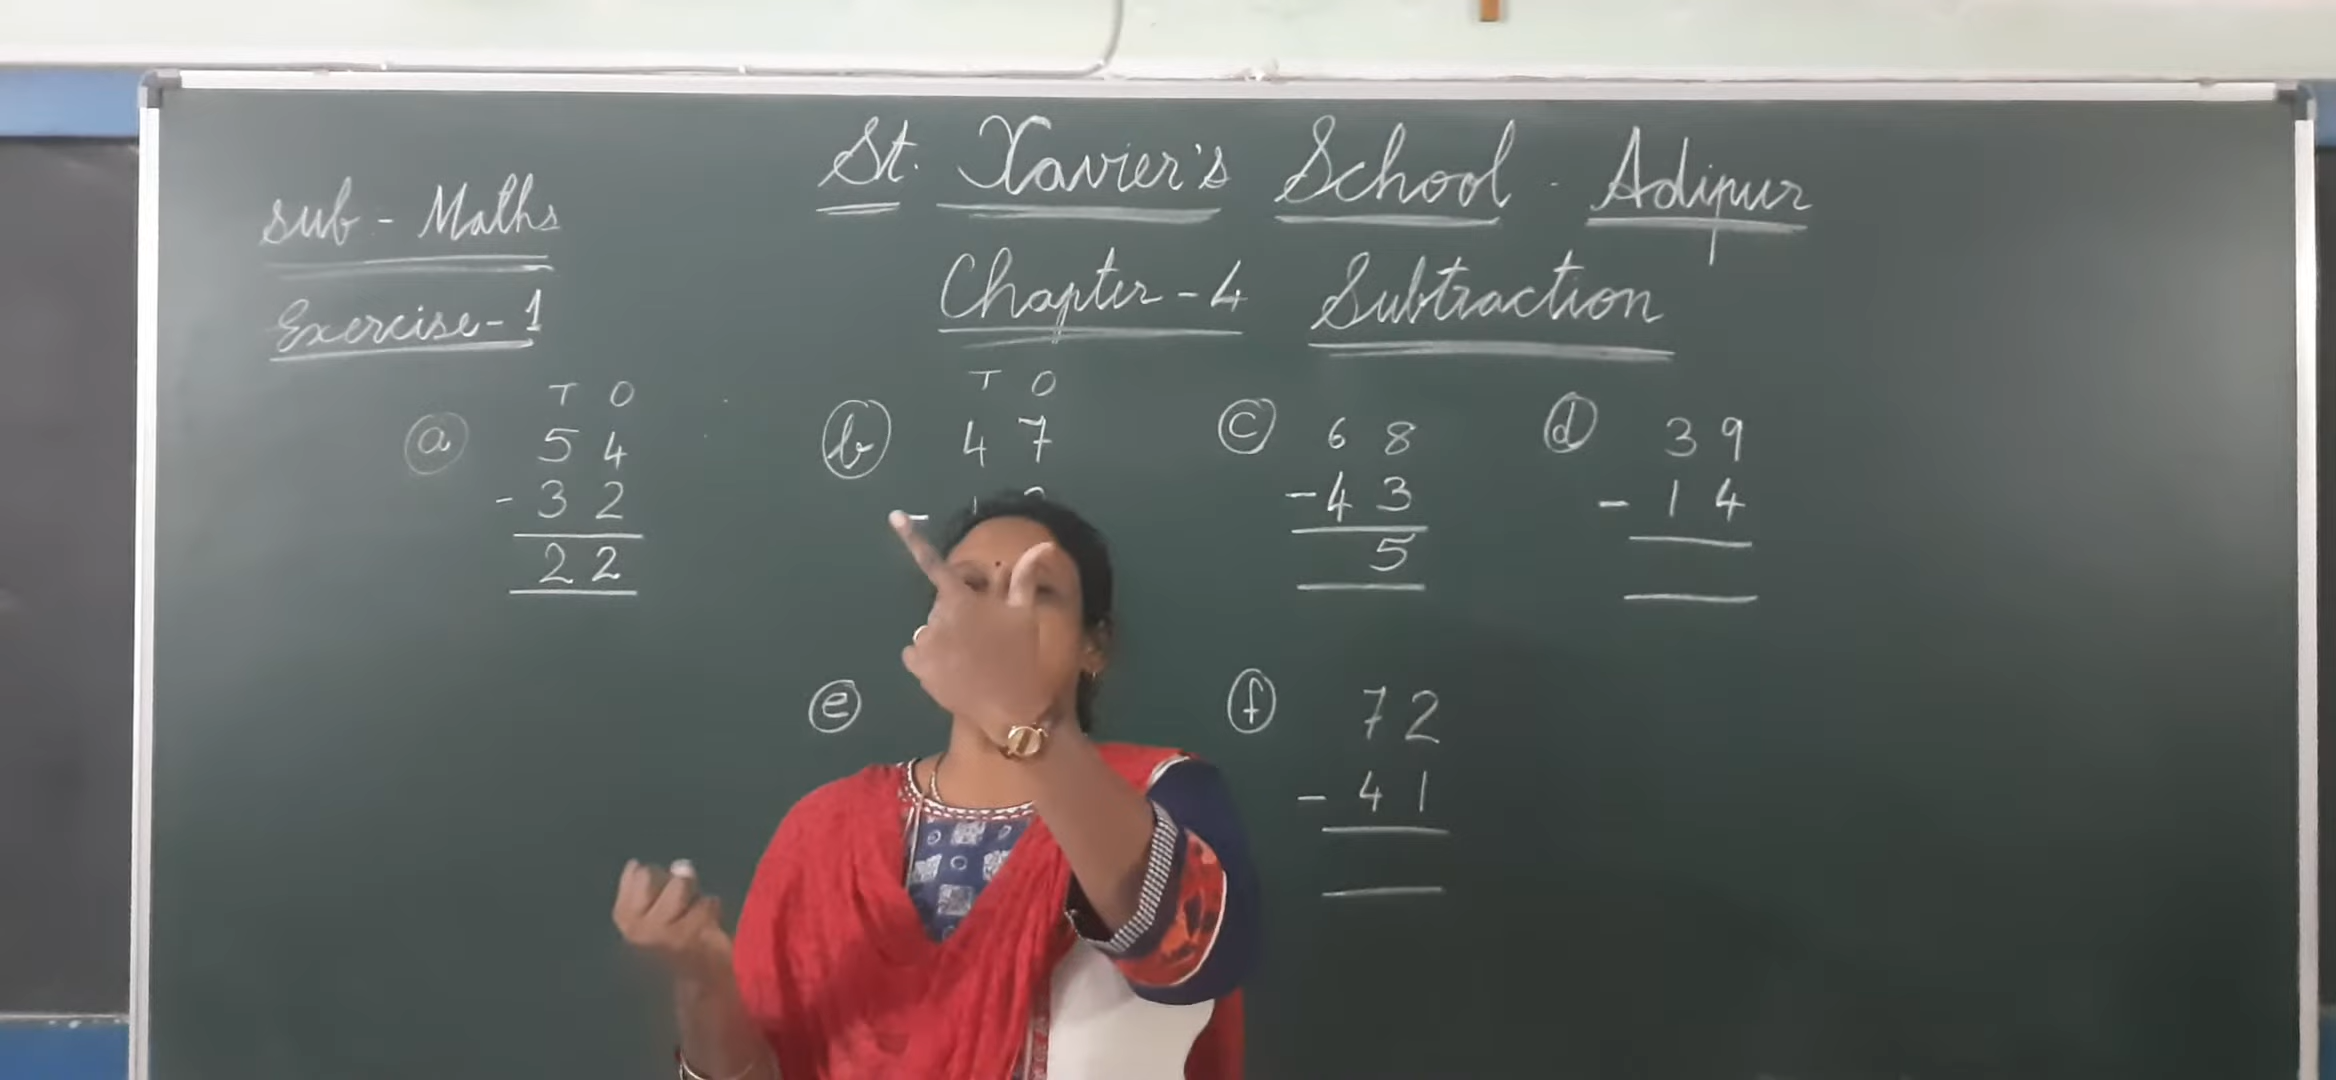 St. Xavier's School - Adipur
Sub - Maths
Chapter - 4 Subtraction
Exercise - 1
T O
a 5 4
- 3 2
2 2
T O
b 4 7
- 1
c 6 8
- 4 3
5
d 3 9
- 1 4
e
f 7 2
- 4 1